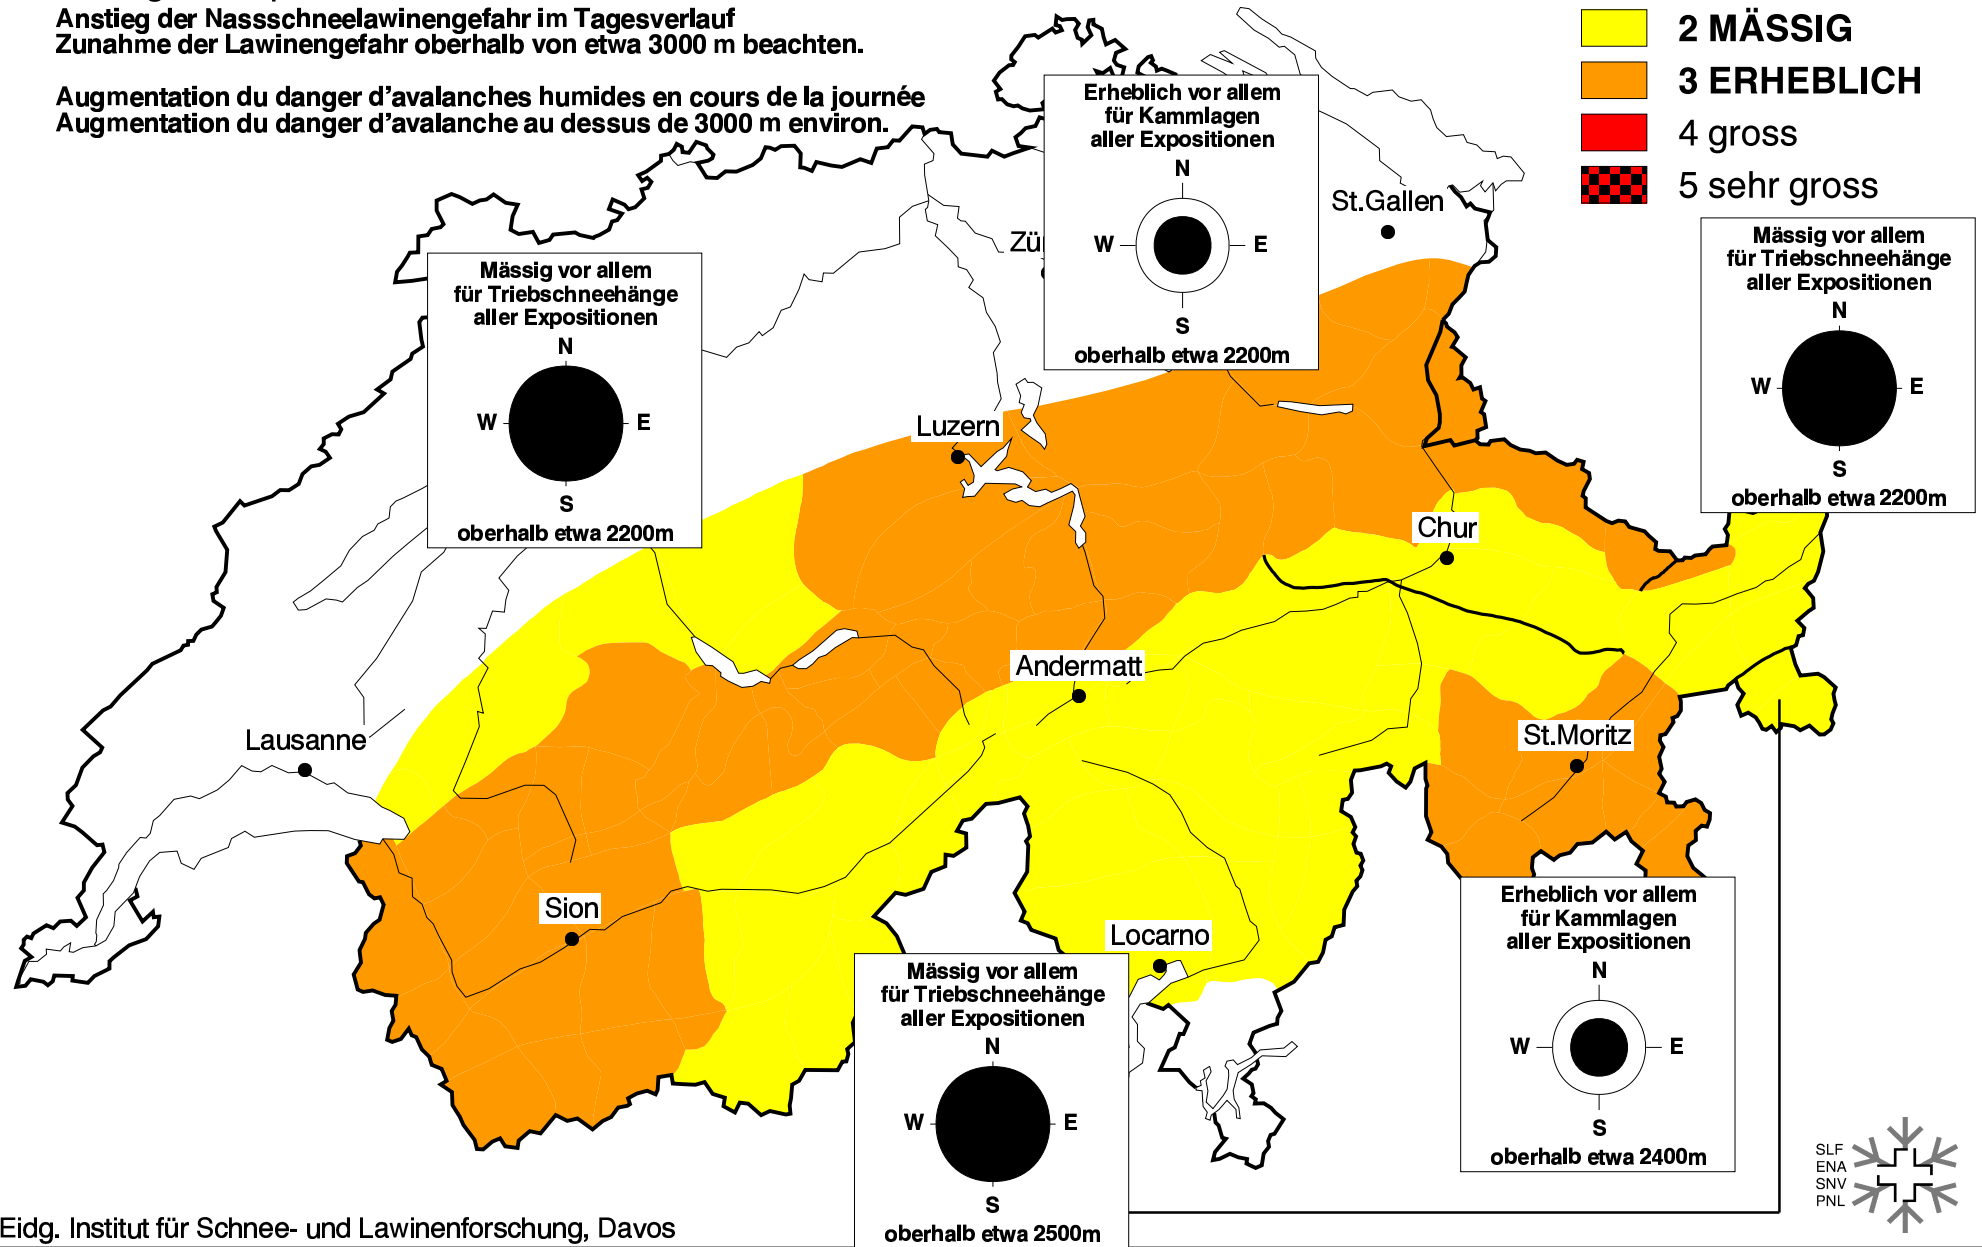 Anstieg der Nassschneelawinengefahr im Tagesverlauf
Zunahme der Lawinengefahr oberhalb von etwa 3000 m beachten.
Augmentation du danger d'avalanches humides en cours de la journée
Augmentation du danger d'avalanche au dessus de 3000 m environ.
2 MÄSSIG
3 ERHEBLICH
4 gross
5 sehr gross
Erheblich vor allem
für Kammlagen
aller Expositionen
N
W
E
S
oberhalb etwa 2200m
St.Gallen
Zü
Mässig vor allem
für Triebschneehänge
aller Expositionen
N
W
E
S
oberhalb etwa 2200m
Mässig vor allem
für Triebschneehänge
aller Expositionen
N
W
E
S
oberhalb etwa 2200m
Luzern
Chur
Andermatt
Lausanne
St.Moritz
Sion
Locarno
Mässig vor allem
für Triebschneehänge
aller Expositionen
N
W
E
S
oberhalb etwa 2500m
Erheblich vor allem
für Kammlagen
aller Expositionen
N
W
E
S
oberhalb etwa 2400m
SLF
ENA
SNV
PNL
Eidg. Institut für Schnee- und Lawinenforschung, Davos